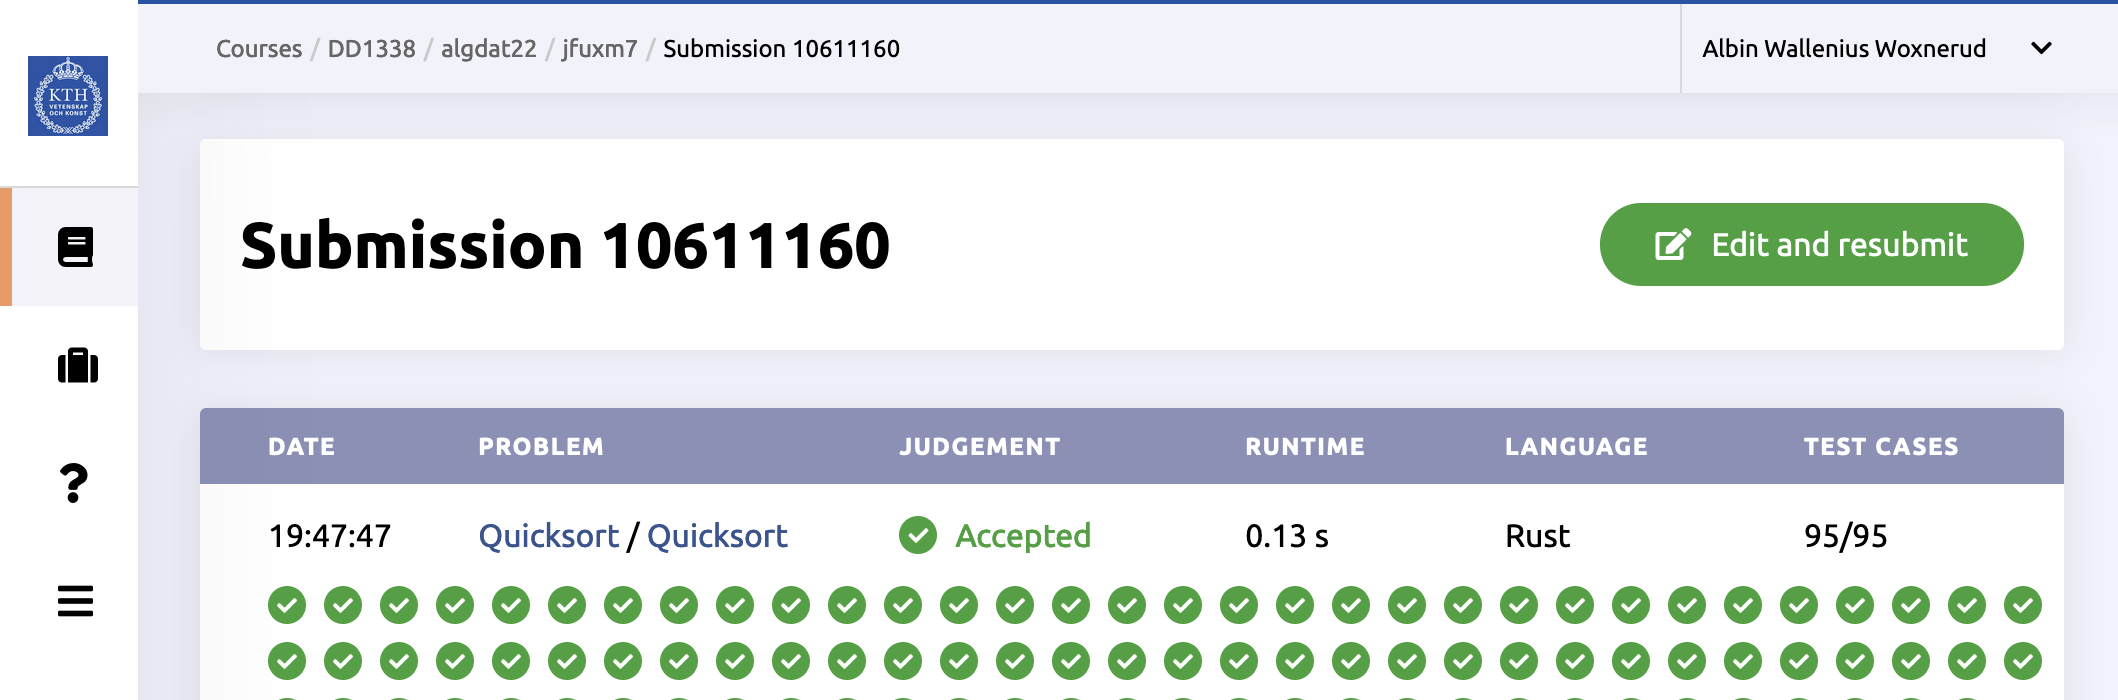 Courses / DD1338 / algdat22 / jfuxm7 / Submission 10611160
Albin Wallenius Woxnerud
KTH
VETENSKAP
OCH KONST
Submission 10611160
Edit and resubmit
DATE PROBLEM JUDGEMENT RUNTIME LANGUAGE TEST CASES
19:47:47 Quicksort / Quicksort Accepted 0.13 s Rust 95/95